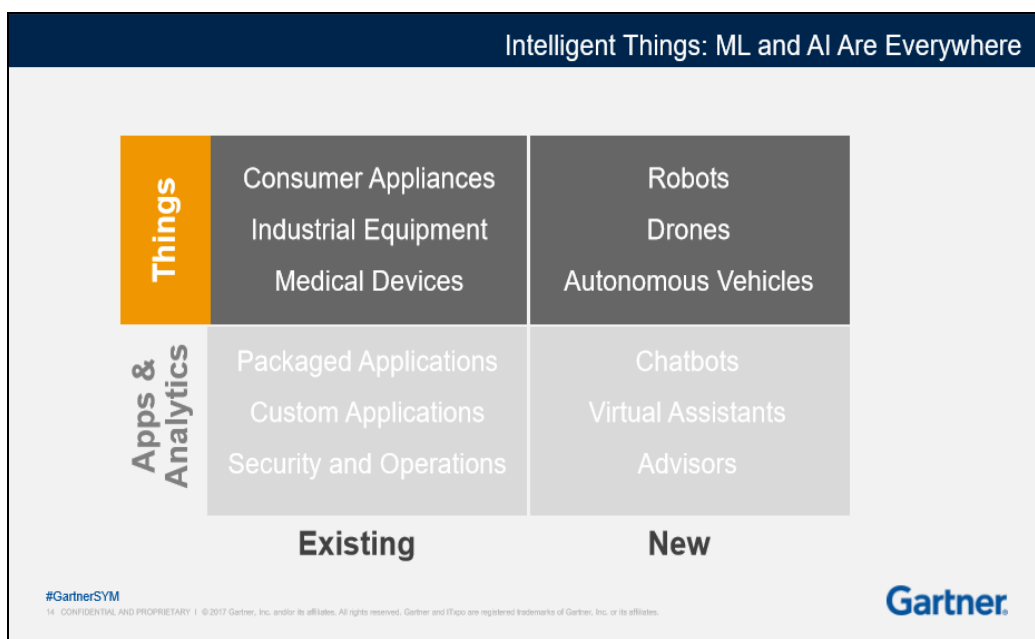 Intelligent Things: ML and AI Are Everywhere
Things
Consumer Appliances
Industrial Equipment
Medical Devices
Robots
Drones
Autonomous Vehicles
Apps &
Analytics
Packaged Applications
Custom Applications
Security and Operations
Chatbots
Virtual Assistants
Advisors
Existing
New
#GartnerSYM
14 CONFIDENTIAL AND PROPRIETARY | © 2017 Gartner, Inc. and/or its affiliates. All rights reserved. Gartner and ITxpo are registered trademarks of Gartner, Inc. or its affiliates.
Gartner